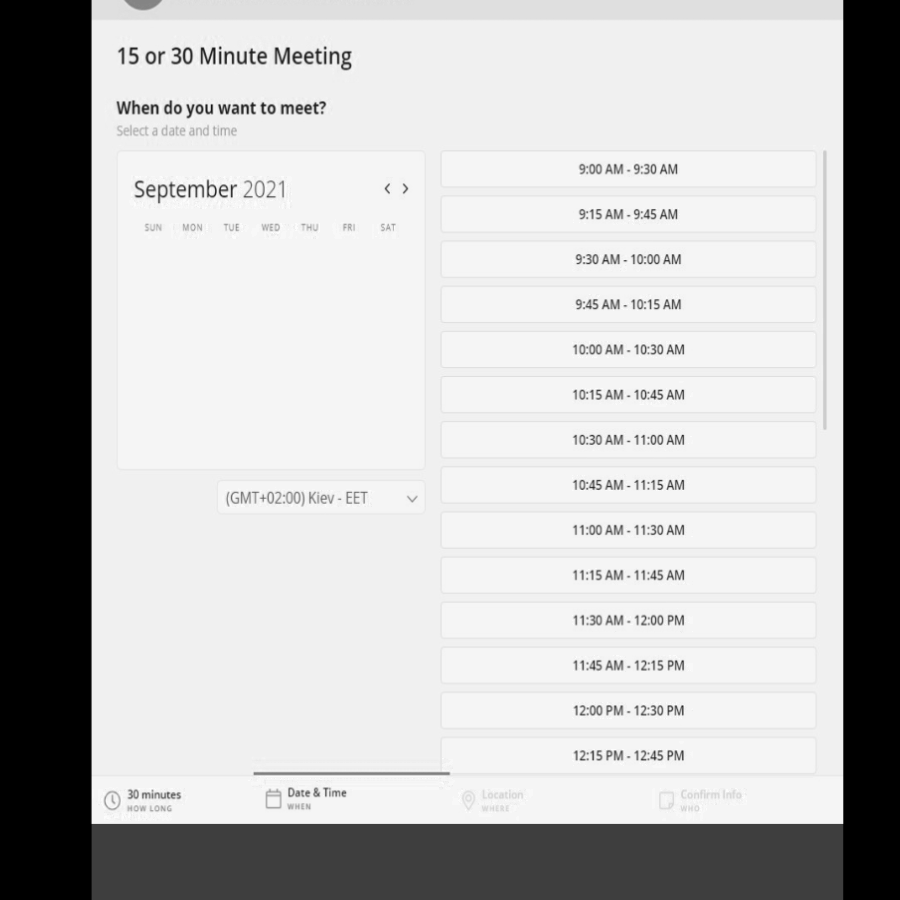 15 or 30 Minute Meeting
When do you want to meet?
Select a date and time
September 2021
SUN MON TUE WED THU FRI SAT
(GMT+02:00) Kiev - EET
9:00 AM - 9:30 AM
9:15 AM - 9:45 AM
9:30 AM - 10:00 AM
9:45 AM - 10:15 AM
10:00 AM - 10:30 AM
10:15 AM - 10:45 AM
10:30 AM - 11:00 AM
10:45 AM - 11:15 AM
11:00 AM - 11:30 AM
11:15 AM - 11:45 AM
11:30 AM - 12:00 PM
11:45 AM - 12:15 PM
12:00 PM - 12:30 PM
12:15 PM - 12:45 PM
30 minutes
HOW LONG
Date & Time
WHEN
Location
WHERE
Confirm Info
WHO